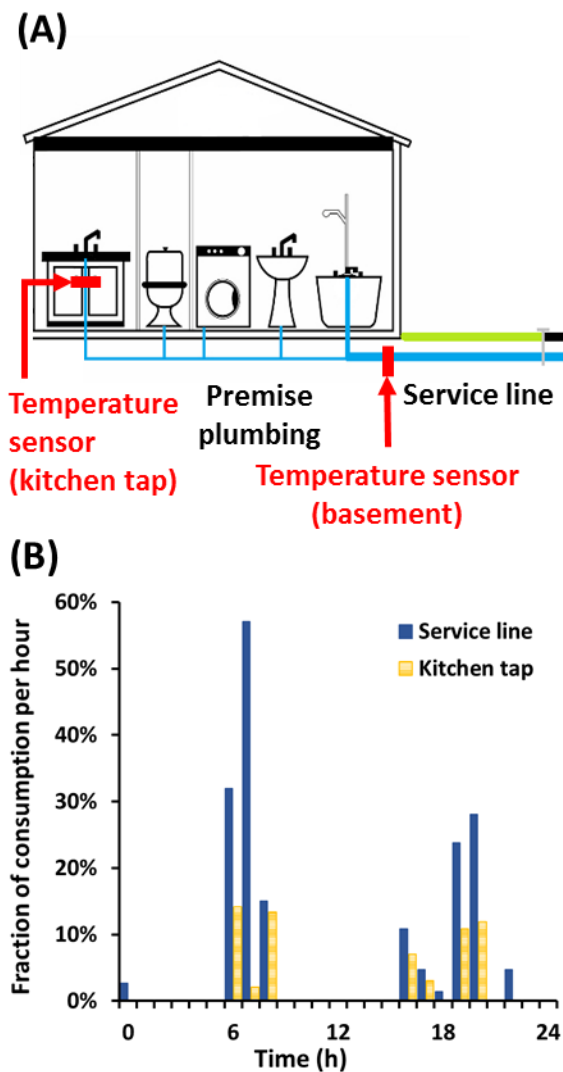 (A)
Temperature
sensor
(kitchen tap)
Premise
plumbing
Service line
Temperature sensor
(basement)
(B)
Fraction of consumption per hour
60%
50%
40%
30%
20%
10%
0%
Service line
Kitchen tap
0 6 12 18 24
Time (h)